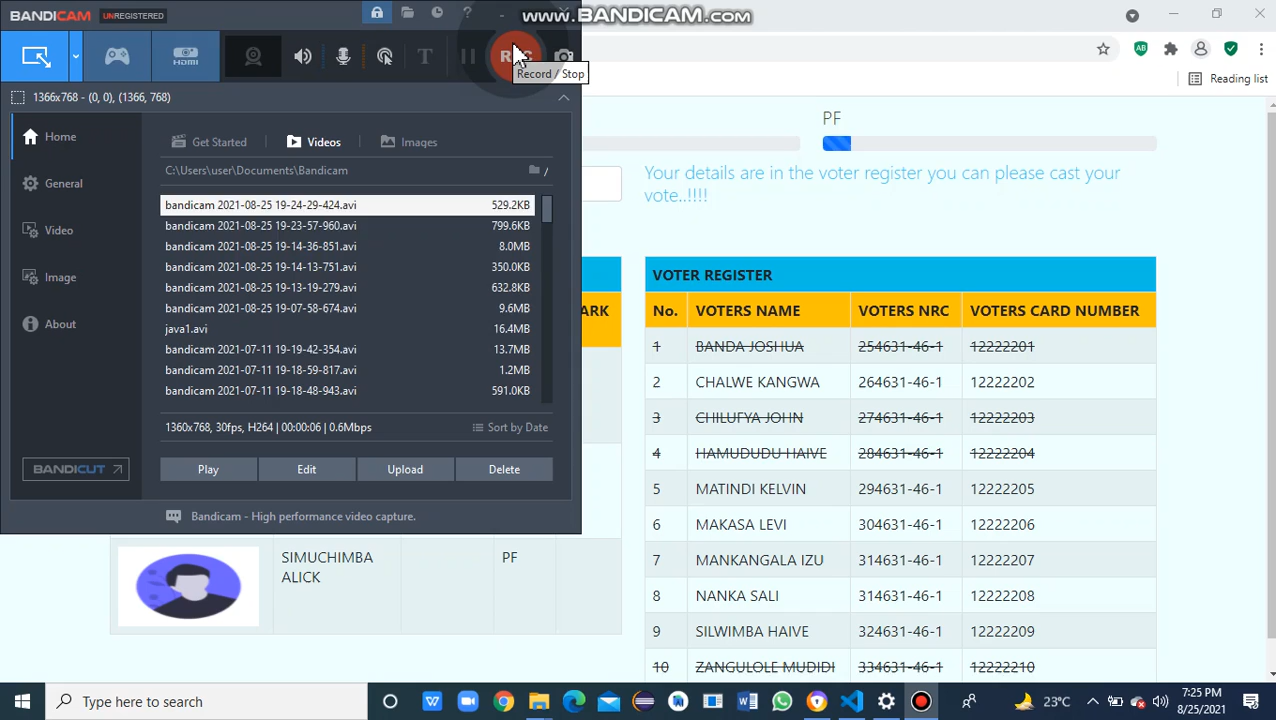 BANDICAM UNREGISTERED
www.BANDICAM.com
HDMI
T
REC
Record / Stop
1366x768 - (0, 0), (1366, 768)
Reading list
Home
General
Video
Image
About
BANDICUT
Get Started
Videos
Images
C:\Users\user\Documents\Bandicam
/
bandicam 2021-08-25 19-24-29-424.avi 529.2KB
bandicam 2021-08-25 19-23-57-960.avi 799.6KB
bandicam 2021-08-25 19-14-36-851.avi 8.0MB
bandicam 2021-08-25 19-14-13-751.avi 350.0KB
bandicam 2021-08-25 19-13-19-279.avi 632.8KB
bandicam 2021-08-25 19-07-58-674.avi 9.6MB
java1.avi 16.4MB
bandicam 2021-07-11 19-19-42-354.avi 13.7MB
bandicam 2021-07-11 19-18-59-817.avi 1.2MB
bandicam 2021-07-11 19-18-48-943.avi 591.0KB
1360x768, 30fps, H264 | 00:00:06 | 0.6Mbps
Sort by Date
Play
Edit
Upload
Delete
Bandicam - High performance video capture.
PF
Your details are in the voter register you can please cast your
vote..!!!!
ARK
SIMUCHIMBA
ALICK
PF
VOTER REGISTER
No. VOTERS NAME VOTERS NRC VOTERS CARD NUMBER
1 BANDA JOSHUA 254631-46-1 12222201
2 CHALWE KANGWA 264631-46-1 12222202
3 CHILUFYA JOHN 274631-46-1 12222203
4 HAMUDUDU HAIVE 284631-46-1 12222204
5 MATINDI KELVIN 294631-46-1 12222205
6 MAKASA LEVI 304631-46-1 12222206
7 MANKANGALA IZU 314631-46-1 12222207
8 NANKA SALI 314631-46-1 12222208
9 SILWIMBA HAIVE 324631-46-1 12222209
10 ZANGULOLE MUDIDI 334631-46-1 12222210
Type here to search
23°C
7:25 PM
8/25/2021